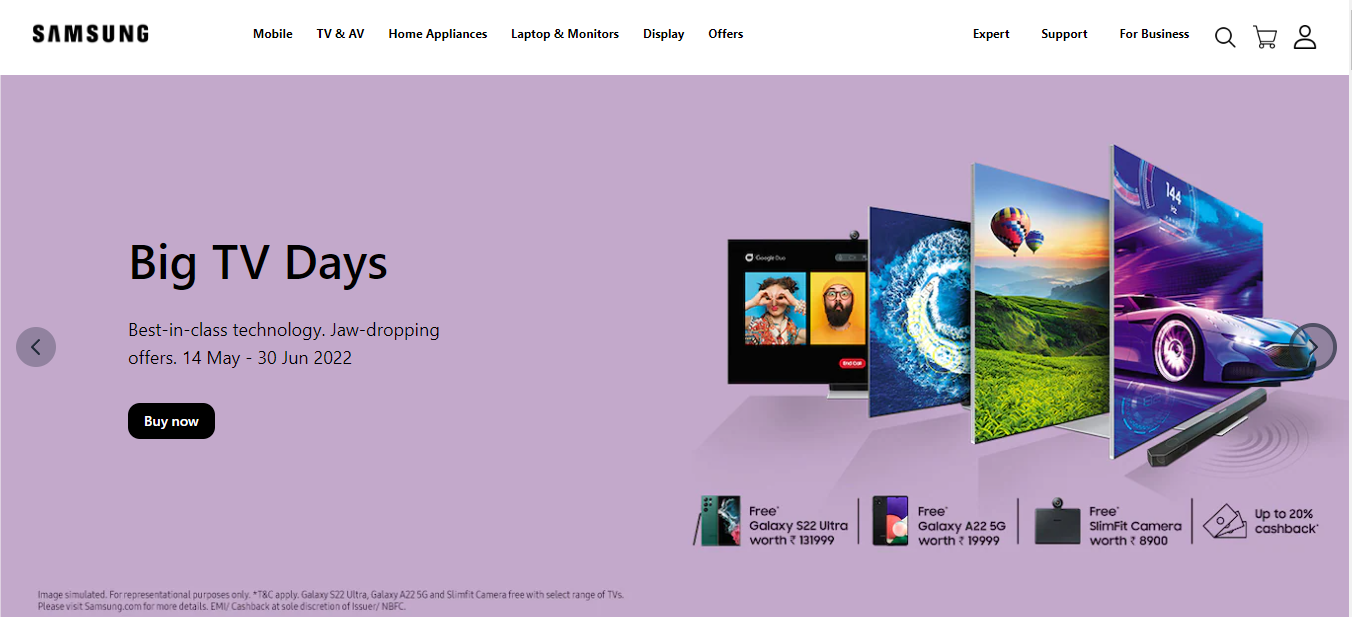 SAMSUNG
Mobile TV & AV Home Appliances Laptop & Monitors Display Offers Expert Support For Business
Big TV Days
Best-in-class technology. Jaw-dropping
offers. 14 May - 30 Jun 2022
Buy now
Google Duo
End Call
144
Hz
Free*
Galaxy S22 Ultra
worth ₹ 131999
Free*
Galaxy A22 5G
worth ₹ 19999
Free*
SlimFit Camera
worth ₹ 8900
Up to 20%
cashback*
Image simulated. For representational purposes only. *T&C apply. Galaxy S22 Ultra, Galaxy A22 5G and Slimfit Camera free with select range of TVs.
Please visit Samsung.com for more details. EMI/ Cashback at sole discretion of Issuer/ NBFC.